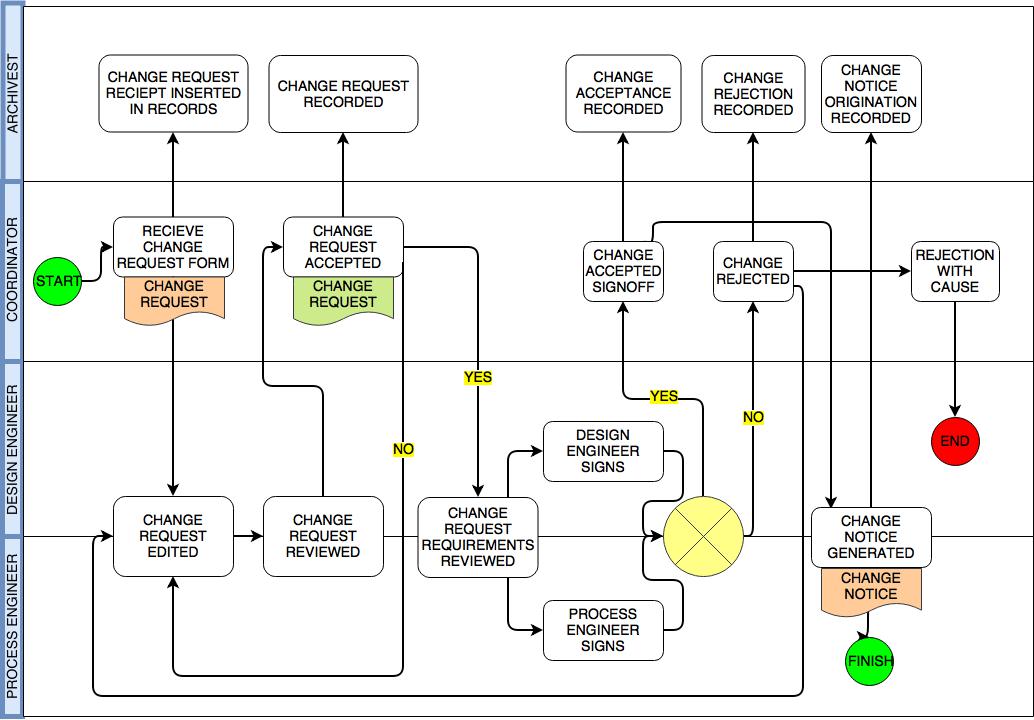 ARCHIVEST
CHANGE REQUEST
RECIEPT INSERTED
IN RECORDS
CHANGE REQUEST
RECORDED
CHANGE
ACCEPTANCE
RECORDED
CHANGE
REJECTION
RECORDED
CHANGE
NOTICE
ORIGINATION
RECORDED
COORDINATOR
START
RECIEVE
CHANGE
REQUEST FORM
CHANGE
REQUEST
CHANGE
REQUEST
ACCEPTED
CHANGE
REQUEST
CHANGE
ACCEPTED
SIGNOFF
CHANGE
REJECTED
REJECTION
WITH
CAUSE
DESIGN ENGINEER
YES
NO
YES
NO
DESIGN
ENGINEER
SIGNS
END
CHANGE
REQUEST
EDITED
CHANGE
REQUEST
REVIEWED
CHANGE
REQUEST
REQUIREMENTS
REVIEWED
CHANGE
NOTICE
GENERATED
PROCESS ENGINEER
PROCESS
ENGINEER
SIGNS
CHANGE
NOTICE
FINISH